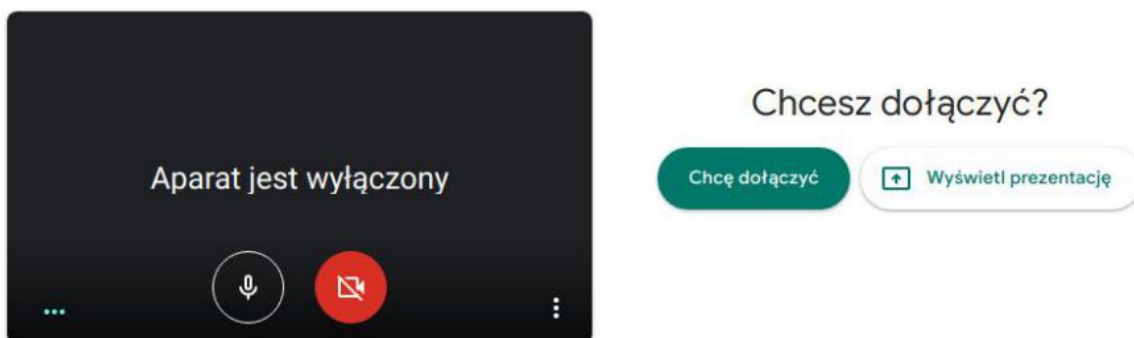 Aparat jest wyłączony
Chcesz dołączyć?
Chcę dołączyć
Wyświetl prezentację